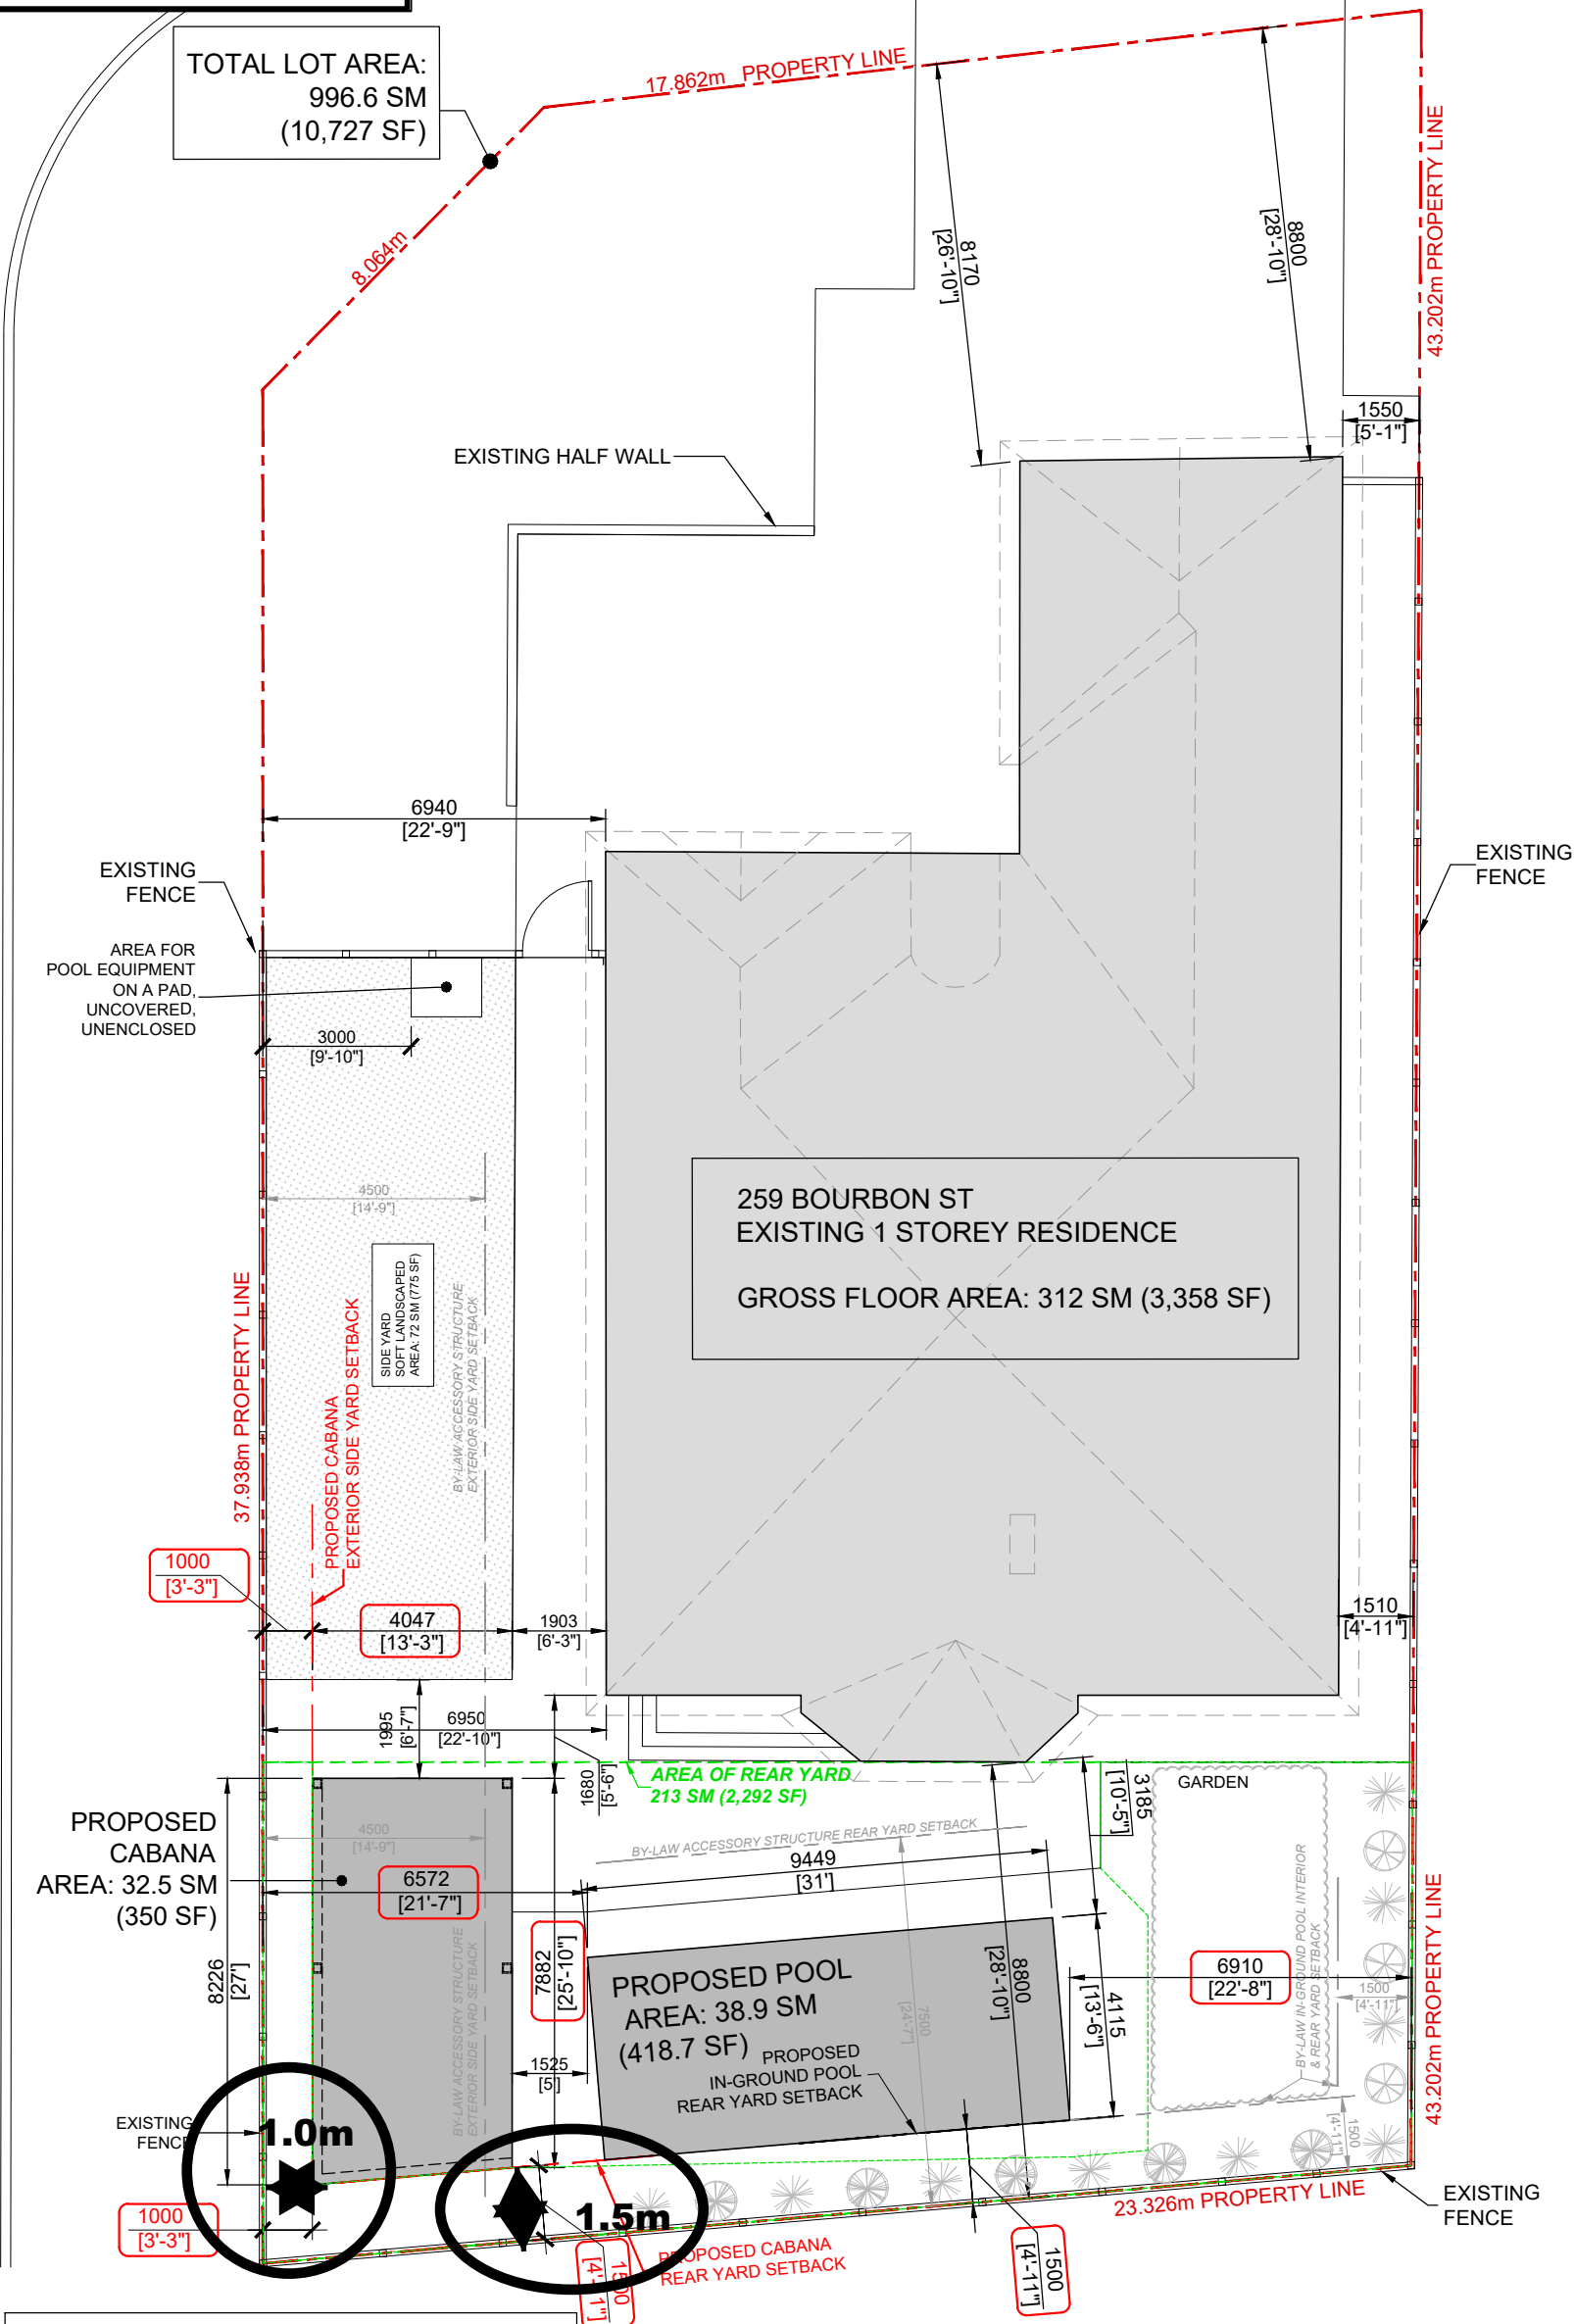 TOTAL LOT AREA:
996.6 SM
(10,727 SF)
17.862m PROPERTY LINE
8.064m
43.202m PROPERTY LINE
8170
[26'-10"]
8800
[28'-10"]
1550
[5'-1"]
EXISTING HALF WALL
6940
[22'-9"]
EXISTING
FENCE
EXISTING
FENCE
AREA FOR
POOL EQUIPMENT
ON A PAD,
UNCOVERED,
UNENCLOSED
3000
[9'-10"]
4500
[14'-9"]
259 BOURBON ST
EXISTING 1 STOREY RESIDENCE
GROSS FLOOR AREA: 312 SM (3,358 SF)
SIDE YARD
SOFT LANDSCAPED
AREA: 72 SM (775 SF)
BY-LAW ACCESSORY STRUCTURE
EXTERIOR SIDE YARD SETBACK
37.938m PROPERTY LINE
PROPOSED CABANA
EXTERIOR SIDE YARD SETBACK
1000
[3'-3"]
4047
[13'-3"]
1903
[6'-3"]
1510
[4'-11"]
1995
[6'-7"]
6950
[22'-10"]
1680
[5'-6"]
AREA OF REAR YARD
213 SM (2,292 SF)
3185
[10'-5"]
GARDEN
PROPOSED
CABANA
AREA: 32.5 SM
(350 SF)
4500
[14'-9"]
BY-LAW ACCESSORY STRUCTURE REAR YARD SETBACK
9449
[31']
6572
[21'-7"]
8226
[27']
7882
[25'-10"]
BY-LAW ACCESSORY STRUCTURE
EXTERIOR SIDE YARD SETBACK
PROPOSED POOL
AREA: 38.9 SM
(418.7 SF)
PROPOSED
IN-GROUND POOL
REAR YARD SETBACK
7500
[24'-7"]
8800
[28'-10"]
4115
[13'-6"]
6910
[22'-8"]
BY-LAW IN-GROUND POOL INTERIOR
& REAR YARD SETBACK
1500
[4'-11"]
43.202m PROPERTY LINE
1525
[5']
EXISTING
FENCE
1.0m
1500
[4'-11"]
1000
[3'-3"]
1.5m
1500
PROPOSED CABANA
REAR YARD SETBACK
1500
[4'-11"]
23.326m PROPERTY LINE
EXISTING
FENCE